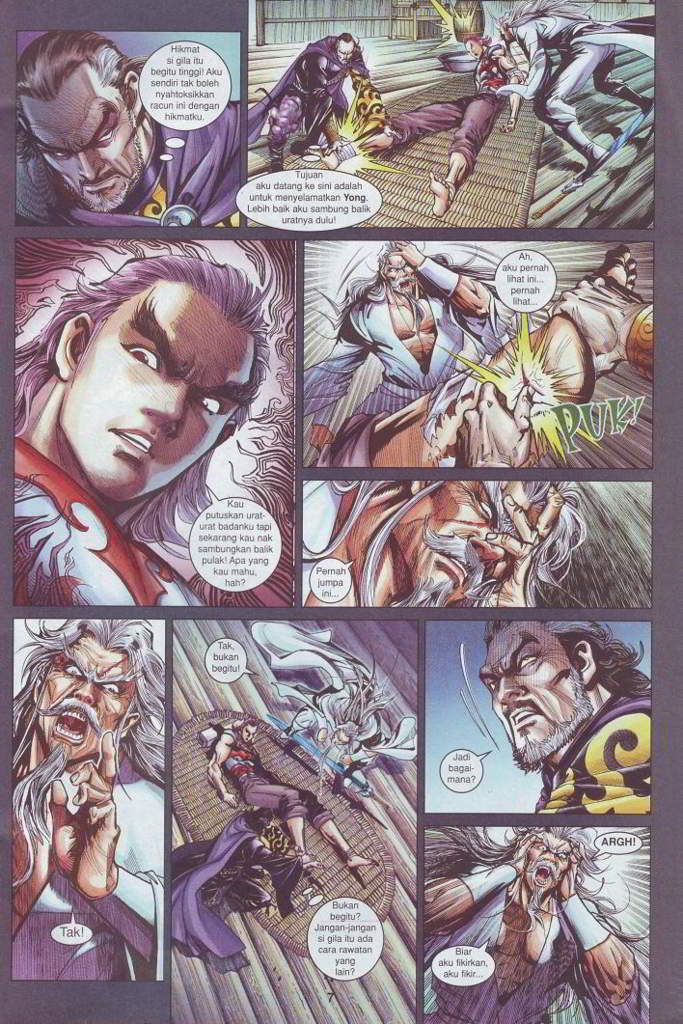 Hikmat
si gila itu
begitu tinggi! Aku
sendiri tak boleh
nyahtoksikkan
racun ini dengan
hikmatku.
Tujuan
aku datang ke sini adalah
untuk menyelamatkan Yong.
Lebih baik aku sambung balik
uratnya dulu!
Kau
putuskan urat-
urat badanku tapi
sekarang kau nak
sambungkan balik
pulak! Apa yang
kau mahu,
hah?
Ah,
aku pernah
lihat ini...
pernah
lihat...
PUK!
Pernah
jumpa
ini...
Tak!
Tak,
bukan
begitu!
Bukan
begitu?
Jangan-jangan
si gila itu ada
cara rawatan
yang
lain?
Jadi
bagai-
mana?
ARGH!
Biar
aku fikirkan,
aku fikir...
7